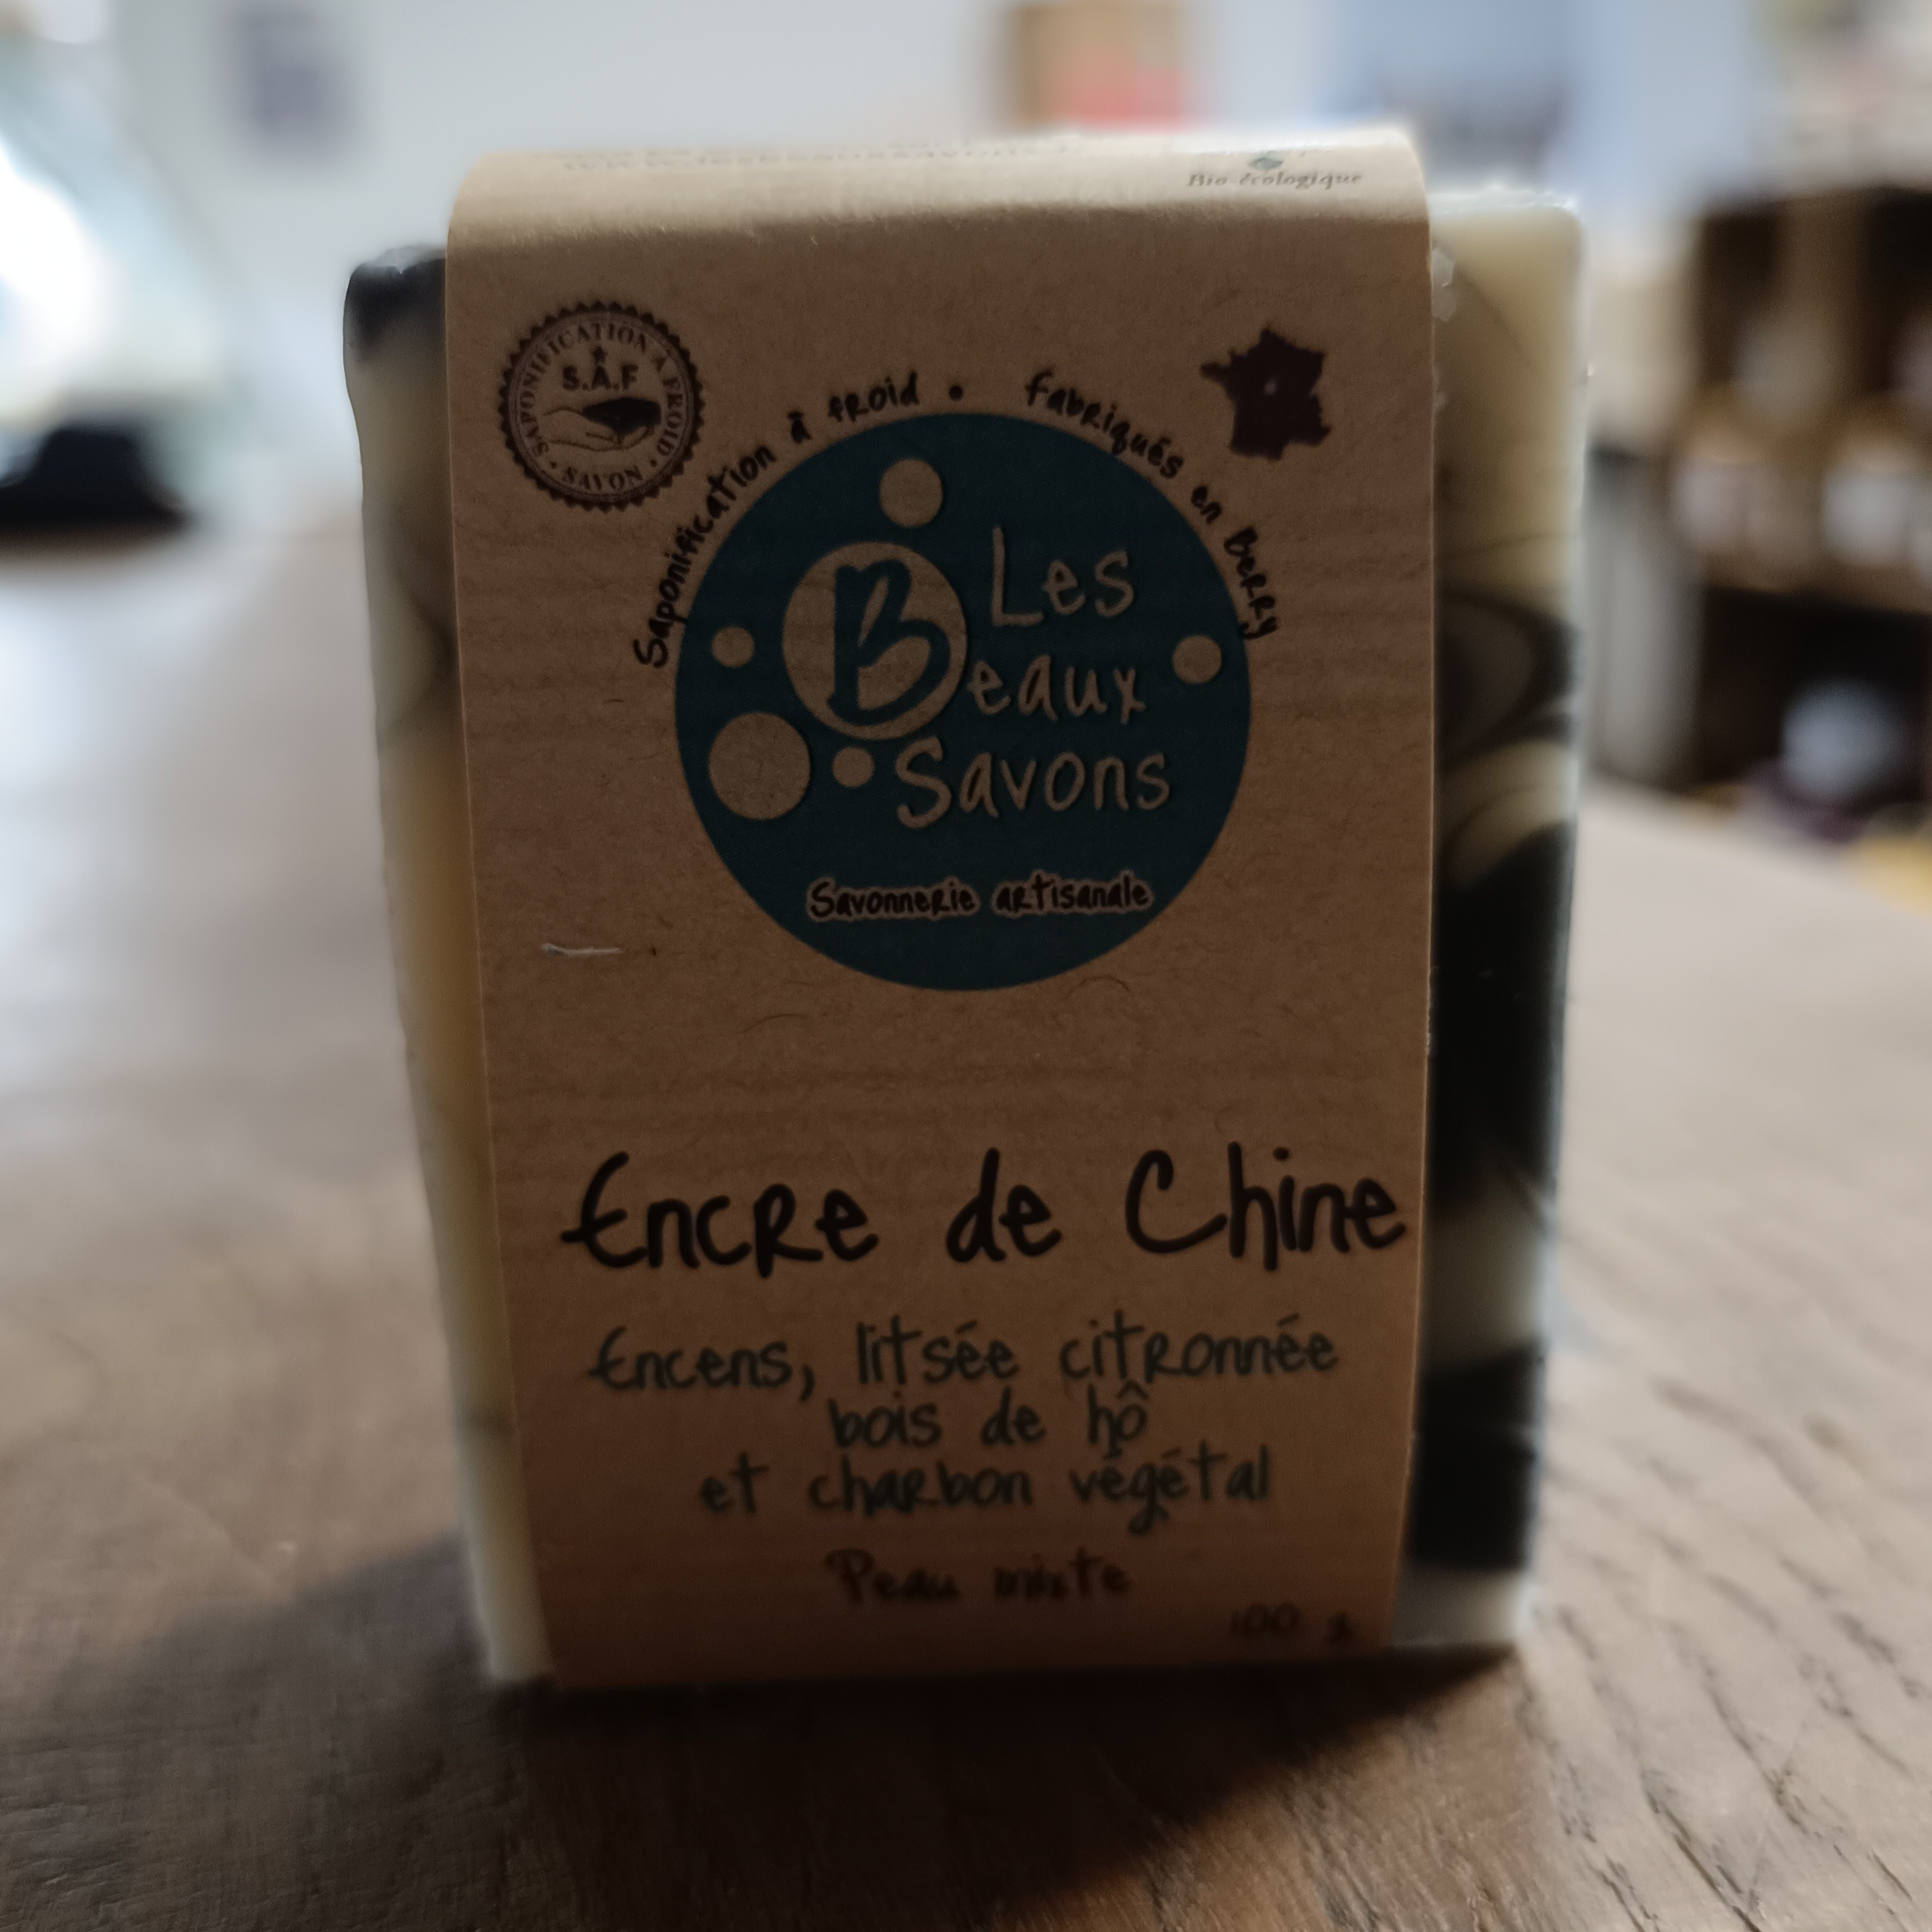 Bio-écologique
SAPONIFICATION À FROID
S.A.F
• SAVON •
Saponification à froid • Fabriqués en Berry
Les
Beaux
Savons
Savonnerie artisanale
Encre de Chine
Encens, litsée citronnée
bois de hô
et charbon végétal
Peau mixte
100 g